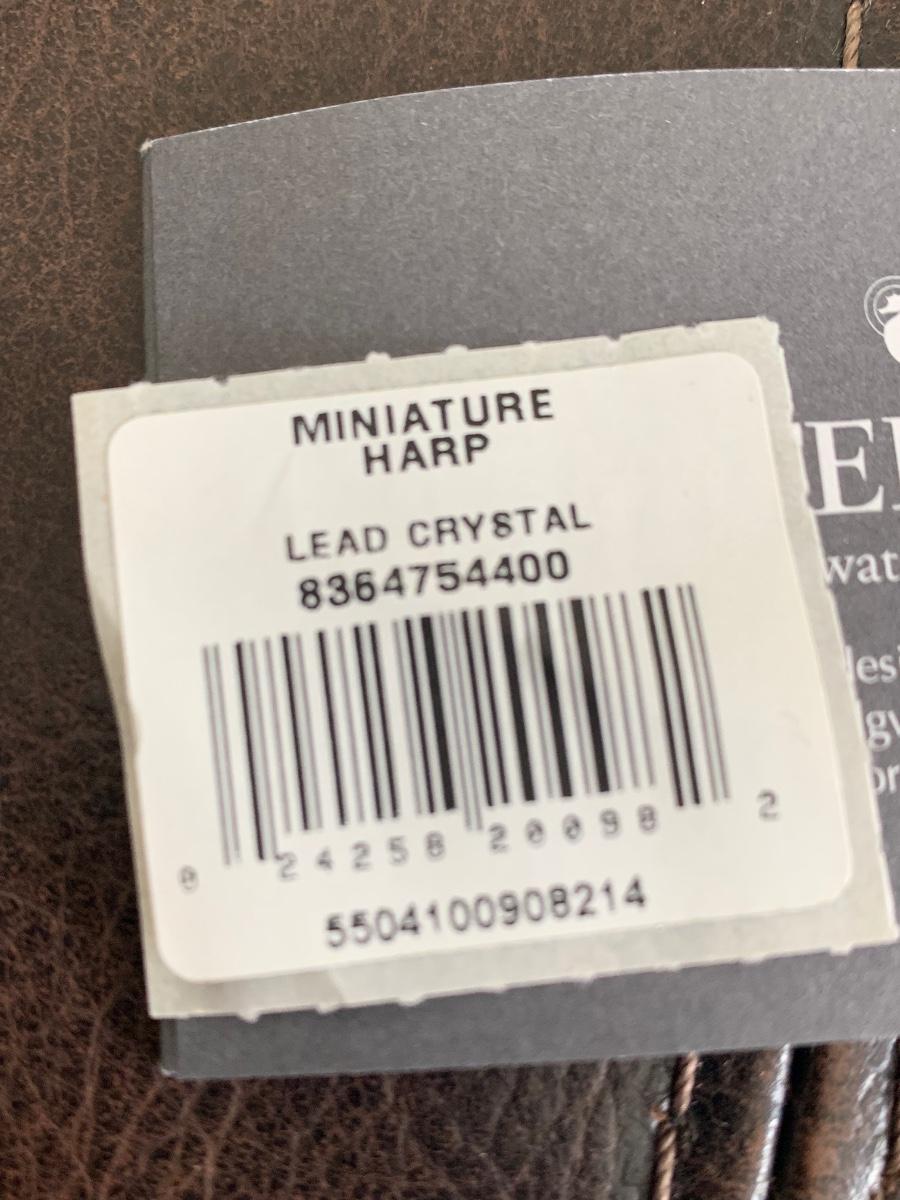 MINIATURE
HARP
LEAD CRYSTAL
8364754400
0 24258 20098 2
5504100908214